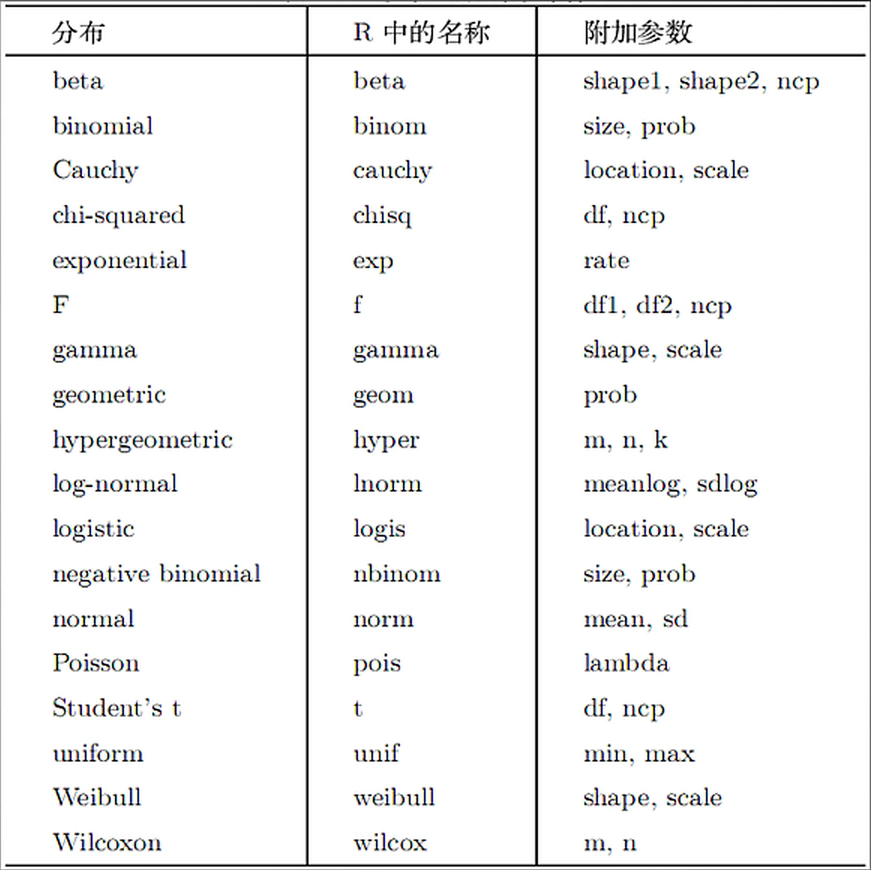 分布 R 中的名称 附加参数
beta beta shape1, shape2, ncp
binomial binom size, prob
Cauchy cauchy location, scale
chi-squared chisq df, ncp
exponential exp rate
F f df1, df2, ncp
gamma gamma shape, scale
geometric geom prob
hypergeometric hyper m, n, k
log-normal lnorm meanlog, sdlog
logistic logis location, scale
negative binomial nbinom size, prob
normal norm mean, sd
Poisson pois lambda
Student's t t df, ncp
uniform unif min, max
Weibull weibull shape, scale
Wilcoxon wilcox m, n